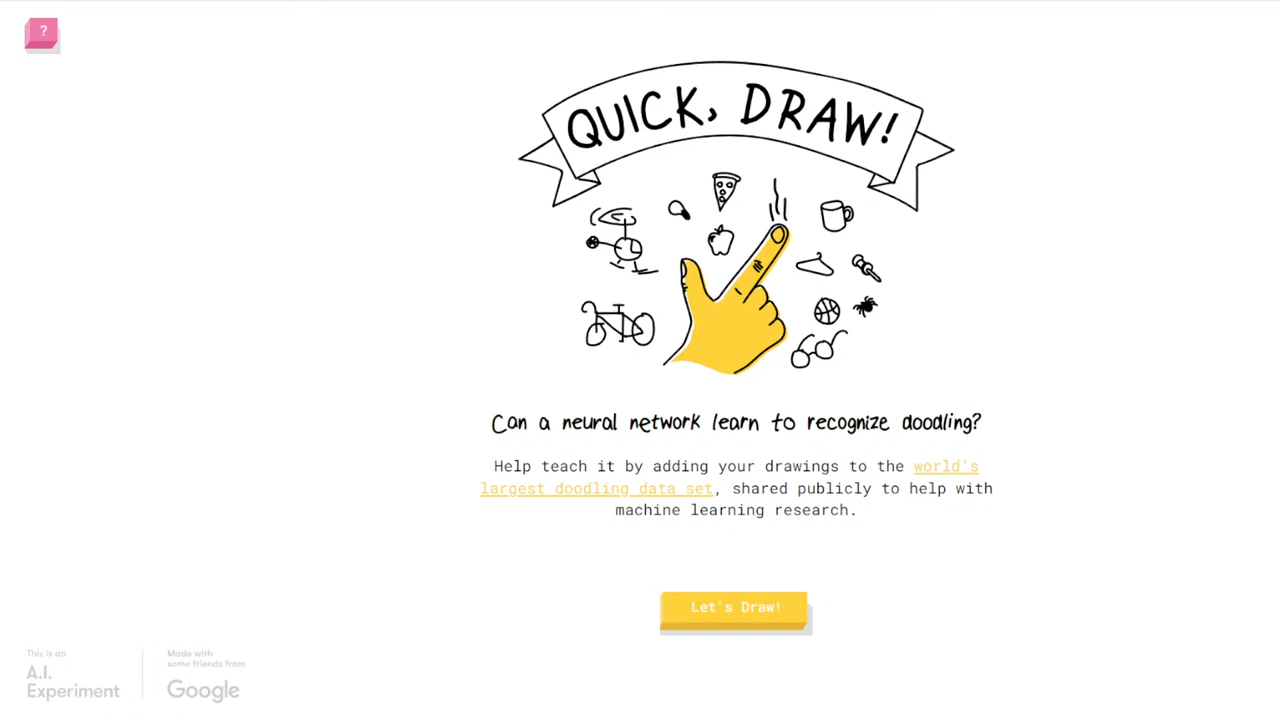 ?
QUICK, DRAW!
Can a neural network learn to recognize doodling?
Help teach it by adding your drawings to the world's
largest doodling data set, shared publicly to help with
machine learning research.
Let's Draw!
This is an
A.I.
Experiment
Made with
some friends from
Google